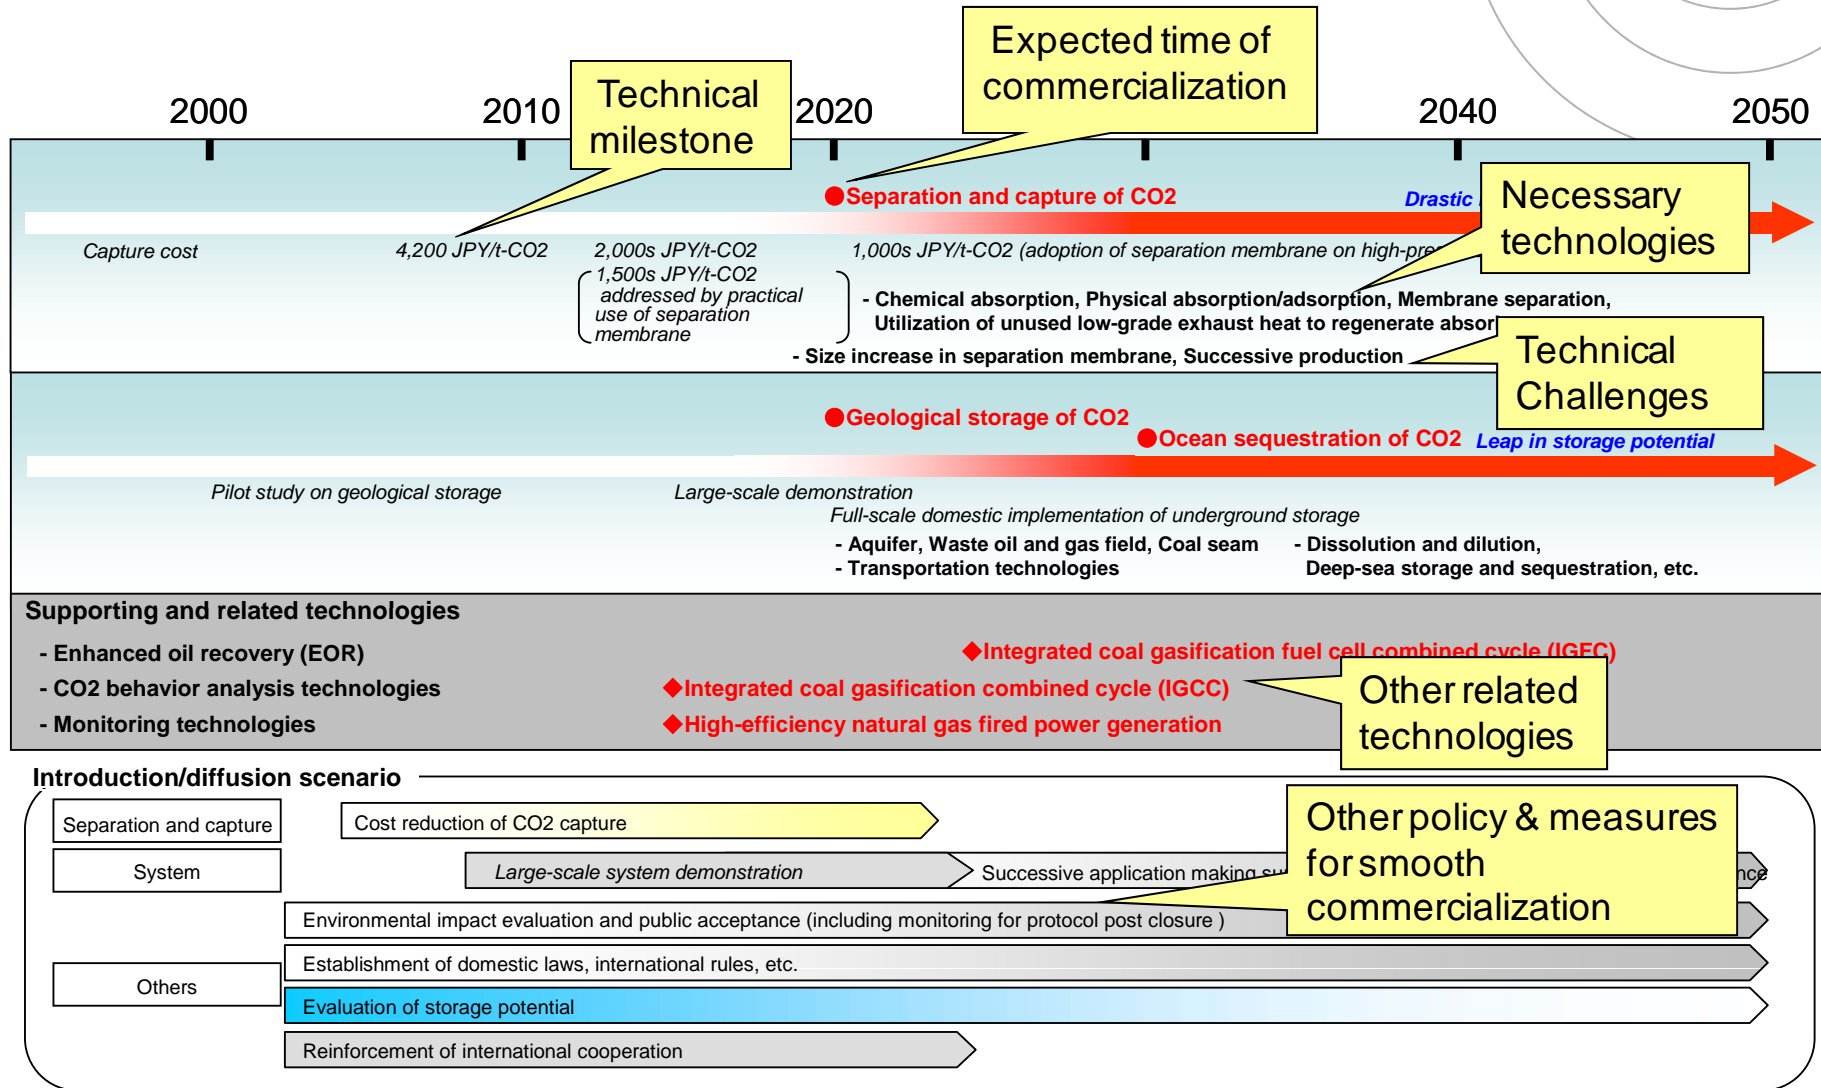 Expected time of
commercialization
Technical
milestone
2000
2010
2020
2040
2050
●Separation and capture of CO2
Drastic
Necessary
technologies
Capture cost
4,200 JPY/t-CO2
2,000s JPY/t-CO2
1,000s JPY/t-CO2 (adoption of separation membrane on high-pre
1,500s JPY/t-CO2
addressed by practical
use of separation
membrane
- Chemical absorption, Physical absorption/adsorption, Membrane separation,
Utilization of unused low-grade exhaust heat to regenerate absor
- Size increase in separation membrane, Successive production
Technical
Challenges
●Geological storage of CO2
●Ocean sequestration of CO2
Leap in storage potential
Pilot study on geological storage
Large-scale demonstration
Full-scale domestic implementation of underground storage
- Aquifer, Waste oil and gas field, Coal seam
- Transportation technologies
- Dissolution and dilution,
Deep-sea storage and sequestration, etc.
Supporting and related technologies
- Enhanced oil recovery (EOR)
- CO2 behavior analysis technologies
- Monitoring technologies
◆Integrated coal gasification fuel cell combined cycle (IGFC)
◆Integrated coal gasification combined cycle (IGCC)
◆High-efficiency natural gas fired power generation
Other related
technologies
Introduction/diffusion scenario
Separation and capture
Cost reduction of CO2 capture
System
Large-scale system demonstration
Successive application making
Other policy & measures
for smooth
commercialization
Environmental impact evaluation and public acceptance (including monitoring for protocol post closure )
Others
Establishment of domestic laws, international rules, etc.
Evaluation of storage potential
Reinforcement of international cooperation